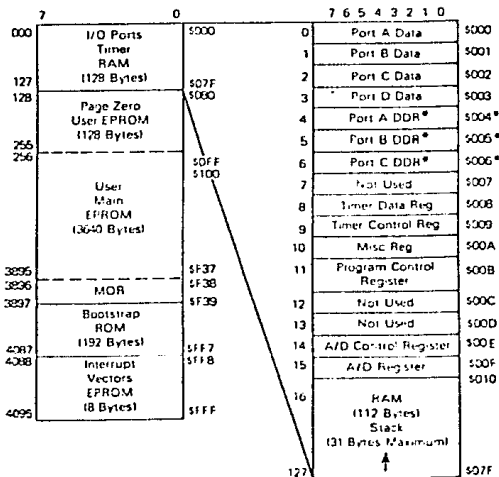 7 0
000 I/O Ports $000
Timer
RAM
127 (128 Bytes) $07F
128 $080
Page Zero
User EPROM
255 (128 Bytes)
256 $0FF
$100
User
Main
EPROM
(3640 Bytes)
3895 $F37
3896 MOR $F38
3897 $F39
Bootstrap
ROM
4087 (192 Bytes) $FF7
4088 Interrupt $FF8
Vectors
EPROM
4095 (8 Bytes) $FFF
7 6 5 4 3 2 1 0
0 Port A Data $000
1 Port B Data $001
2 Port C Data $002
3 Port D Data $003
4 Port A DDR* $004*
5 Port B DDR* $005*
6 Port C DDR* $006*
7 Not Used $007
8 Timer Data Reg $008
9 Timer Control Reg $009
10 Misc Reg $00A
11 Program Control $00B
Register
12 Not Used $00C
13 Not Used $00D
14 A/D Control Register $00E
15 A/D Register $00F
$010
16 RAM
(112 Bytes)
Stack
(31 Bytes Maximum)
127 $07F